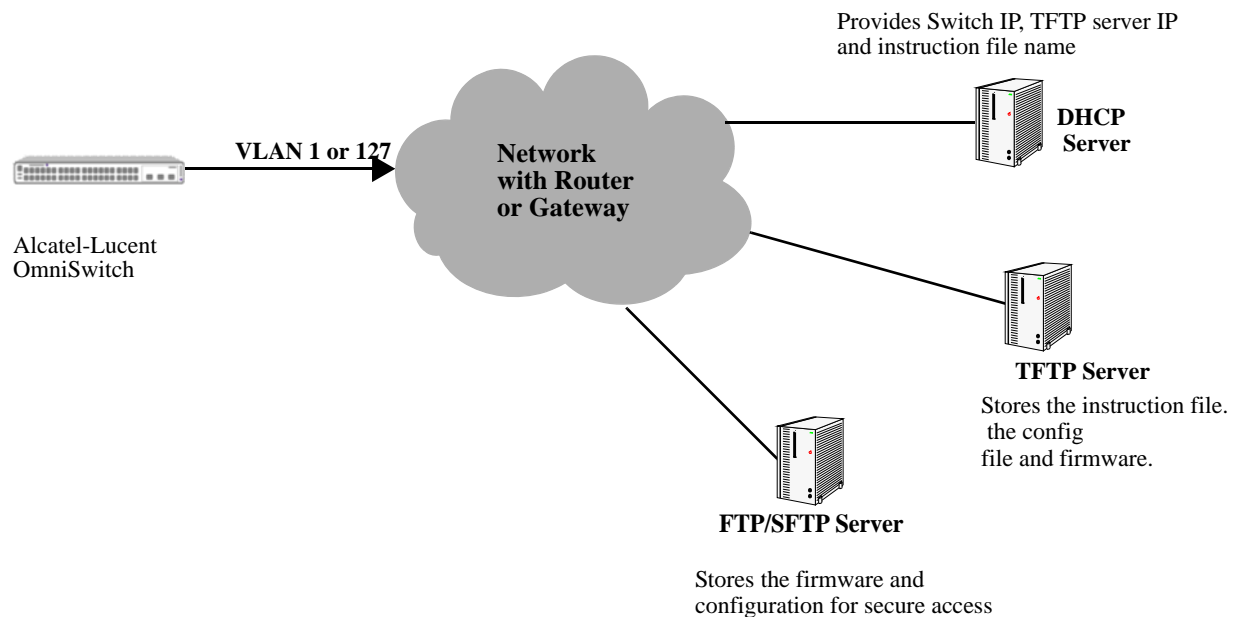 Provides Switch IP, TFTP server IP
and instruction file name
DHCP
Server
VLAN 1 or 127
Network
with Router
or Gateway
Alcatel-Lucent
OmniSwitch
TFTP Server
Stores the instruction file.
the config
file and firmware.
FTP/SFTP Server
Stores the firmware and
configuration for secure access